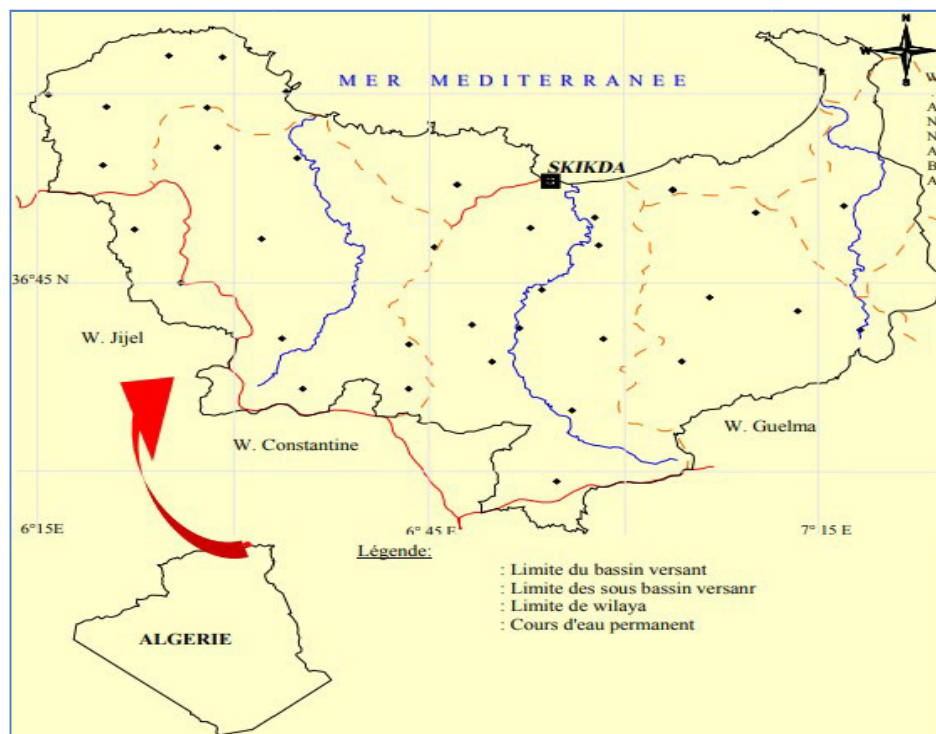 N
W
E
S
MER MEDITERRANEE
W. ANNABA
SKIKDA
36°45 N
W. Jijel
W. Guelma
W. Constantine
6°15E
6° 45 E
7° 15 E
Légende:
: Limite du bassin versant
: Limite des sous bassin versanr
: Limite de wilaya
: Cours d'eau permanent
ALGERIE